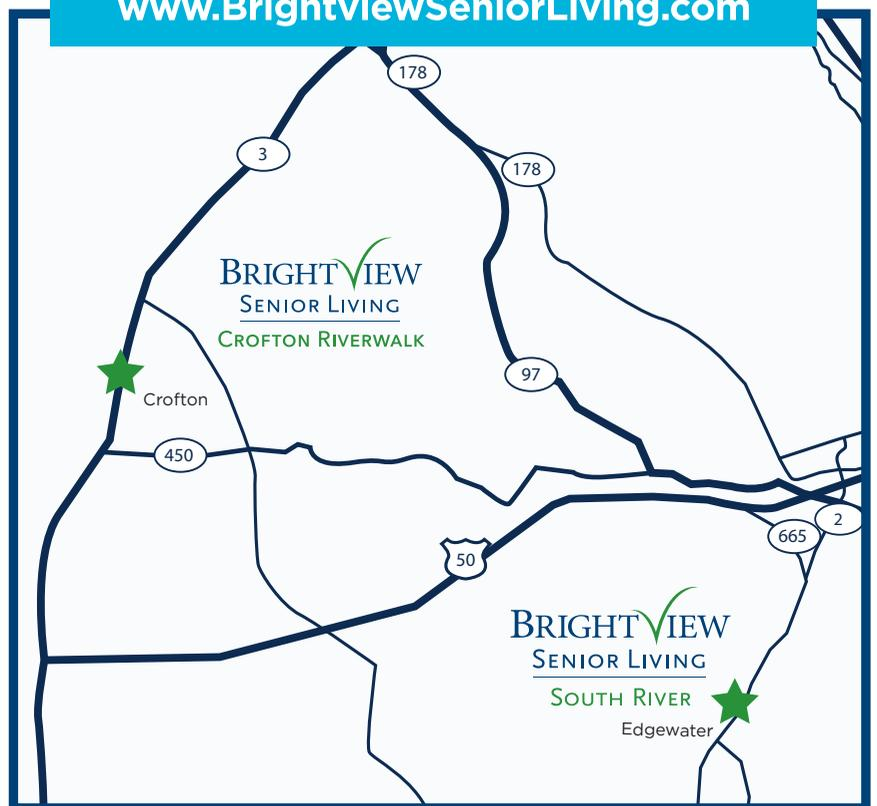 www.BrightviewSeniorLiving.com
178
3
178
BRIGHTVIEW
SENIOR LIVING
CROFTON RIVERWALK
97
Crofton
450
2
665
50
BRIGHTVIEW
SENIOR LIVING
SOUTH RIVER
Edgewater